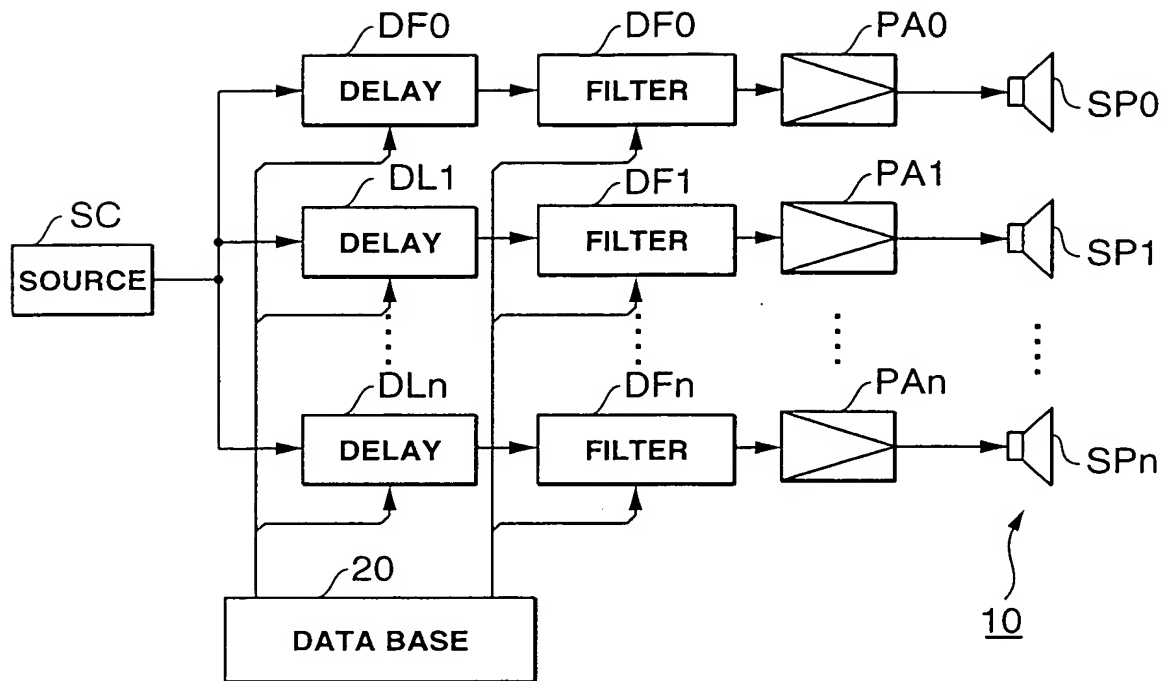 DF0 DF0 PA0
DELAY FILTER SP0
DL1 DF1 PA1
SC
DELAY FILTER SP1
SOURCE
DLn DFn PAn
DELAY FILTER SPn
20
DATA BASE 10